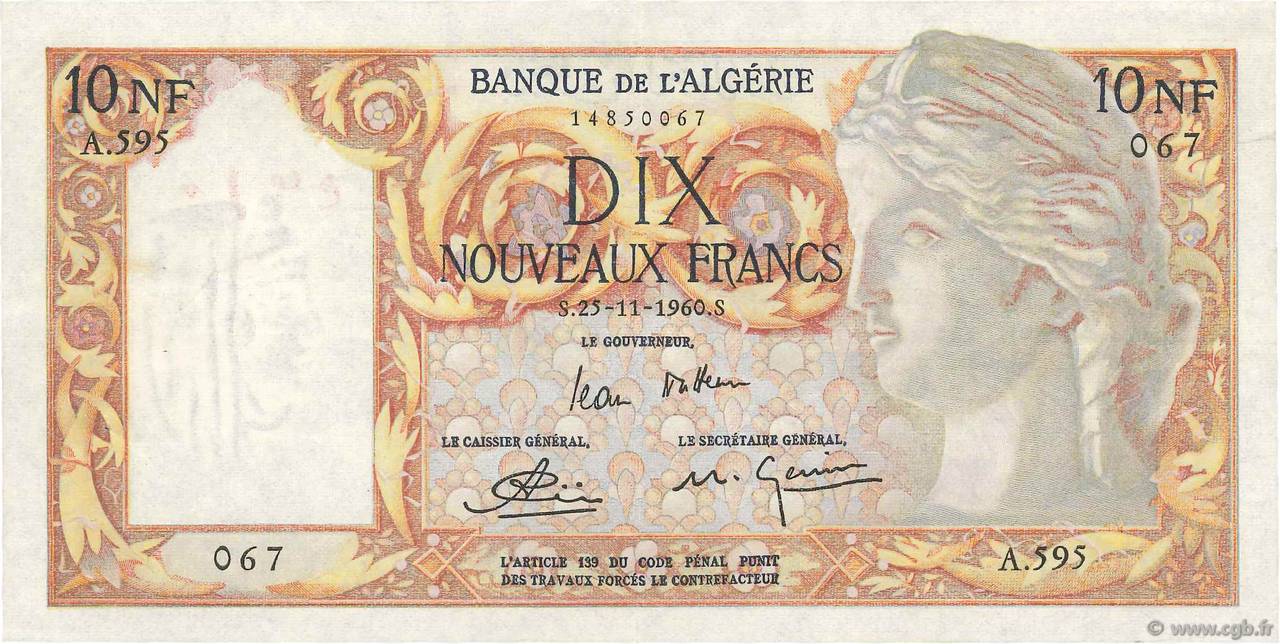 10 NF
A.595
BANQUE DE L'ALGÉRIE
14850067
10 NF
067
DIX
NOUVEAUX FRANCS
S.25-11-1960.S
LE GOUVERNEUR,
Jean
LE CAISSIER GÉNÉRAL,
LE SECRÉTAIRE GÉNÉRAL,
067
L'ARTICLE 139 DU CODE PÉNAL PUNIT
DES TRAVAUX FORCÉS LE CONTREFACTEUR
A.595
© www.cgb.fr